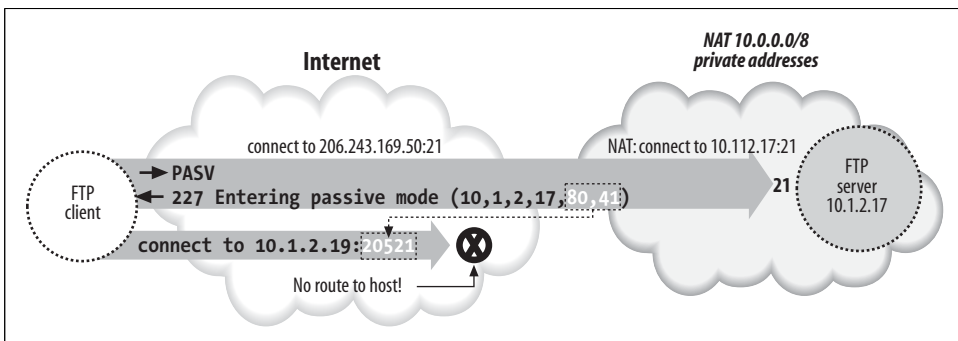 NAT 10.0.0.0/8
private addresses
Internet
connect to 206.243.169.50:21
NAT: connect to 10.112.17:21
PASV
227 Entering passive mode (10,1,2,17,80,41)
21
FTP
client
FTP
server
10.1.2.17
connect to 10.1.2.19:20521
No route to host!